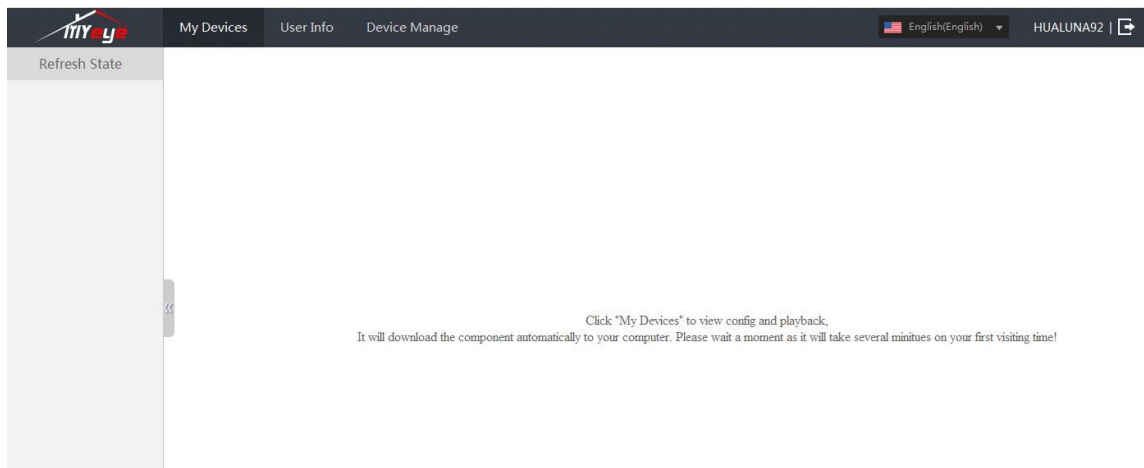 MYeye
My Devices User Info Device Manage English(English) HUALUNA92 |
Refresh State
«
Click "My Devices" to view config and playback,
It will download the component automatically to your computer. Please wait a moment as it will take several minitues on your first visiting time!